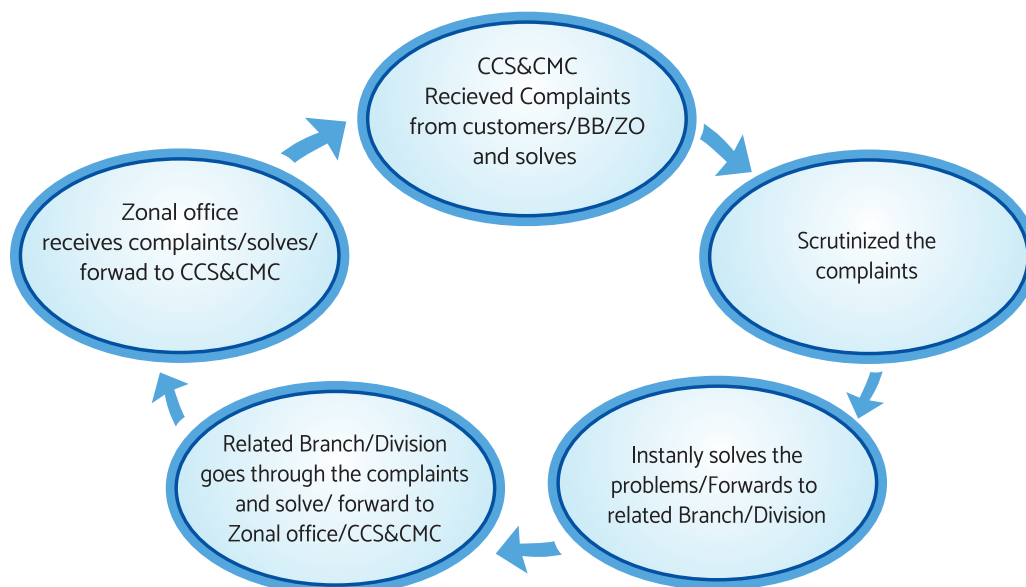 CCS&CMC
Recieved Complaints
from customers/BB/ZO
and solves
Scrutinized the
complaints
Instanly solves the
problems/Forwards to
related Branch/Division
Related Branch/Division
goes through the complaints
and solve/ forward to
Zonal office/CCS&CMC
Zonal office
receives complaints/solves/
forwad to CCS&CMC